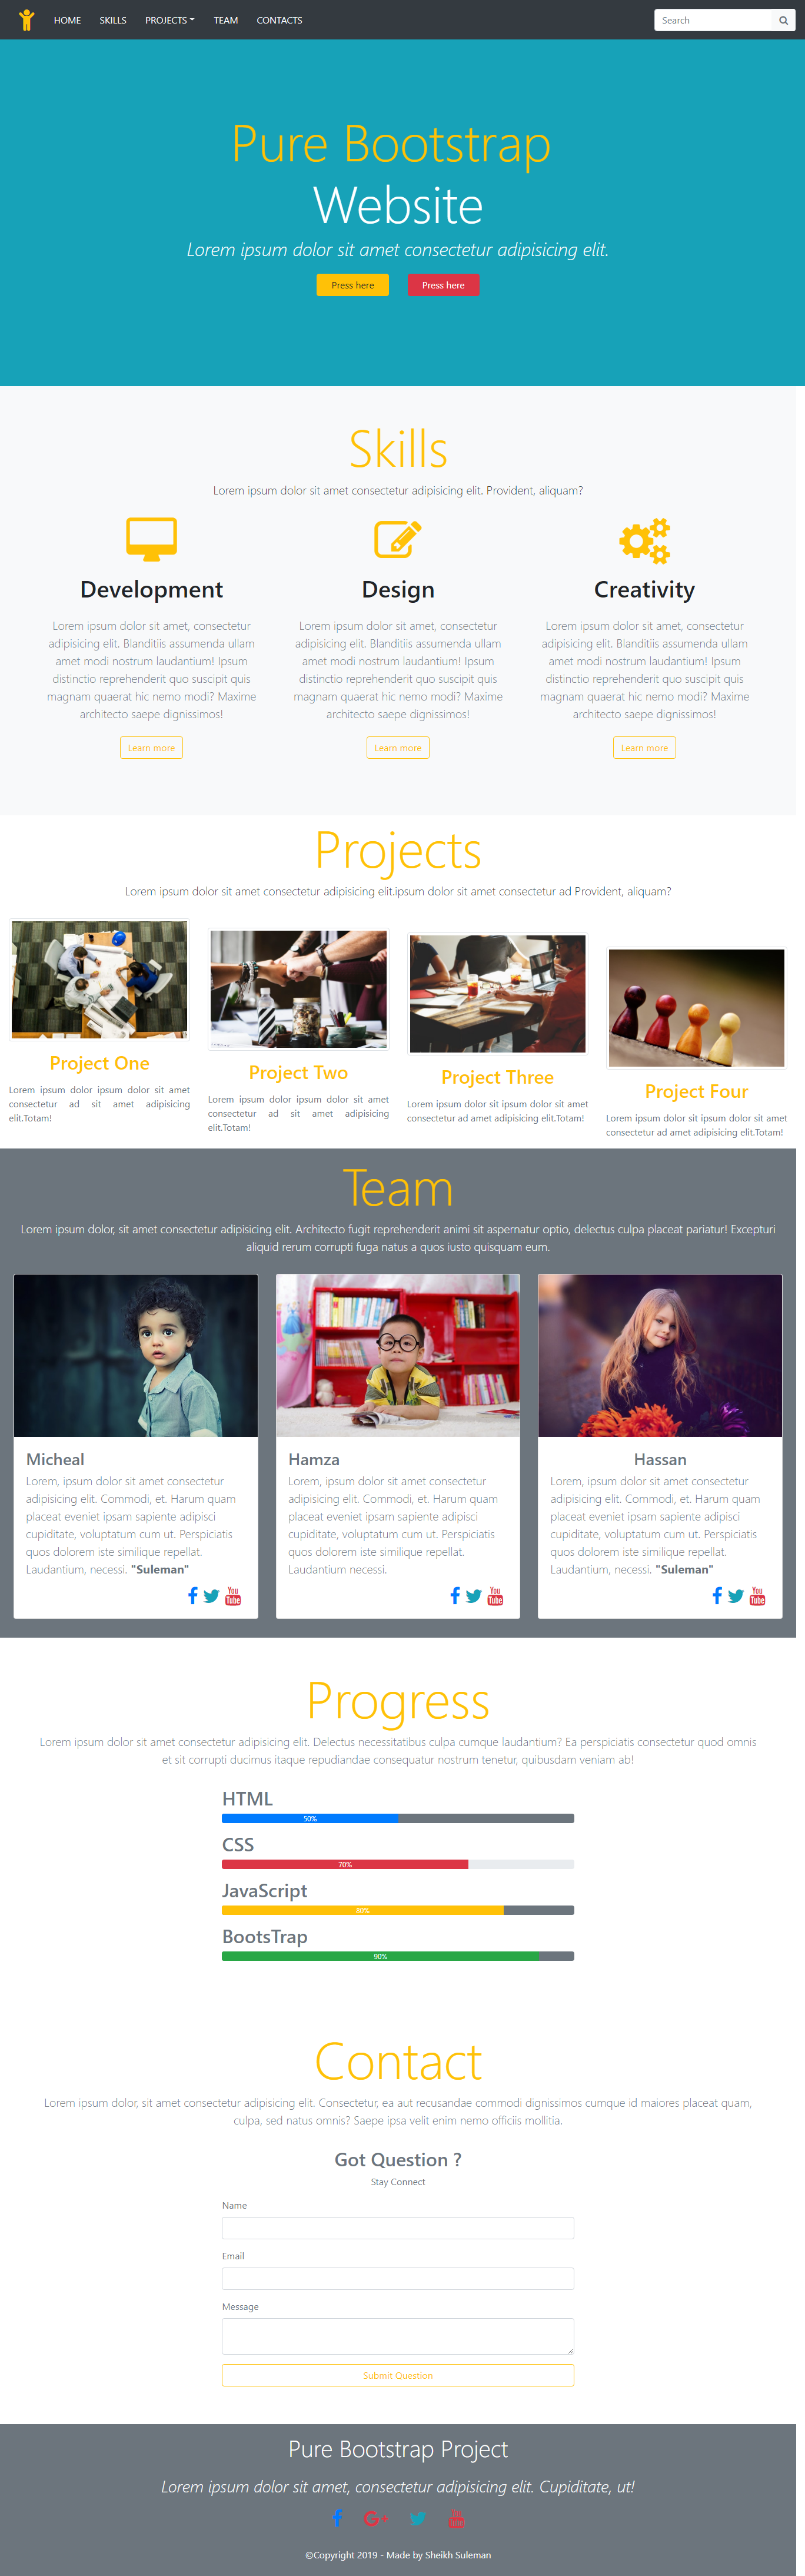 HOME SKILLS PROJECTS TEAM CONTACTS Search
Pure Bootstrap
Website
Lorem ipsum dolor sit amet consectetur adipisicing elit.
Press here Press here
Skills
Lorem ipsum dolor sit amet consectetur adipisicing elit. Provident, aliquam?
Development
Lorem ipsum dolor sit amet, consectetur
adipisicing elit. Blanditiis assumenda ullam
amet modi nostrum laudantium! Ipsum
distinctio reprehenderit quo suscipit quis
magnam quaerat hic nemo modi? Maxime
architecto saepe dignissimos!
Learn more
Design
Lorem ipsum dolor sit amet, consectetur
adipisicing elit. Blanditiis assumenda ullam
amet modi nostrum laudantium! Ipsum
distinctio reprehenderit quo suscipit quis
magnam quaerat hic nemo modi? Maxime
architecto saepe dignissimos!
Learn more
Creativity
Lorem ipsum dolor sit amet, consectetur
adipisicing elit. Blanditiis assumenda ullam
amet modi nostrum laudantium! Ipsum
distinctio reprehenderit quo suscipit quis
magnam quaerat hic nemo modi? Maxime
architecto saepe dignissimos!
Learn more
Projects
Lorem ipsum dolor sit amet consectetur adipisicing elit.ipsum dolor sit amet consectetur ad Provident, aliquam?
Project One
Lorem ipsum dolor ipsum dolor sit amet
consectetur ad sit amet adipisicing
elit.Totam!
Project Two
Lorem ipsum dolor ipsum dolor sit amet
consectetur ad sit amet adipisicing
elit.Totam!
Project Three
Lorem ipsum dolor sit ipsum dolor sit amet
consectetur ad amet adipisicing elit.Totam!
Project Four
Lorem ipsum dolor sit ipsum dolor sit amet
consectetur ad amet adipisicing elit.Totam!
Team
Lorem ipsum dolor, sit amet consectetur adipisicing elit. Architecto fugit reprehenderit animi sit aspernatur optio, delectus culpa placeat pariatur! Excepturi
aliquid rerum corrupti fuga natus a quos iusto quisquam eum.
Micheal
Lorem, ipsum dolor sit amet consectetur
adipisicing elit. Commodi, et. Harum quam
placeat eveniet ipsam sapiente adipisci
cupiditate, voluptatum cum ut. Perspiciatis
quos dolorem iste similique repellat.
Laudantium, necessi. "Suleman"
You Tube
Hamza
Lorem, ipsum dolor sit amet consectetur
adipisicing elit. Commodi, et. Harum quam
placeat eveniet ipsam sapiente adipisci
cupiditate, voluptatum cum ut. Perspiciatis
quos dolorem iste similique repellat.
Laudantium necessi.
You Tube
Hassan
Lorem, ipsum dolor sit amet consectetur
adipisicing elit. Commodi, et. Harum quam
placeat eveniet ipsam sapiente adipisci
cupiditate, voluptatum cum ut. Perspiciatis
quos dolorem iste similique repellat.
Laudantium, necessi. "Suleman"
You Tube
Progress
Lorem ipsum dolor sit amet consectetur adipisicing elit. Delectus necessitatibus culpa cumque laudantium? Ea perspiciatis consectetur quod omnis
et sit corrupti ducimus itaque repudiandae consequatur nostrum tenetur, quibusdam veniam ab!
HTML
50%
CSS
70%
JavaScript
80%
BootsTrap
90%
Contact
Lorem ipsum dolor, sit amet consectetur adipisicing elit. Consectetur, ea aut recusandae commodi dignissimos cumque id maiores placeat quam,
culpa, sed natus omnis? Saepe ipsa velit enim nemo officiis mollitia.
Got Question ?
Stay Connect
Name
Email
Message
Submit Question
Pure Bootstrap Project
Lorem ipsum dolor sit amet, consectetur adipisicing elit. Cupiditate, ut!
G+ You Tube
©Copyright 2019 - Made by Sheikh Suleman